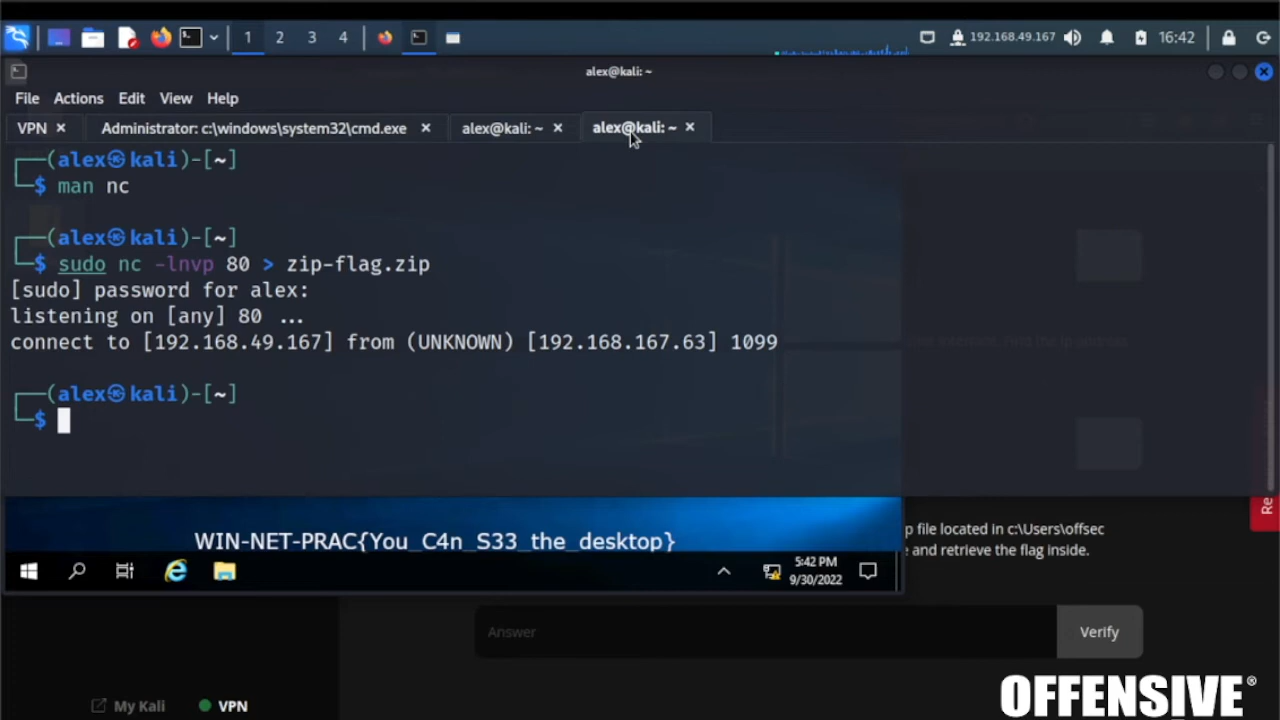 1 2 3 4 192.168.49.167 16:42
alex@kali: ~
File Actions Edit View Help
VPN Administrator: c:\windows\system32\cmd.exe alex@kali: ~ alex@kali: ~
(alex㉿kali)-[~]
$ man nc
(alex㉿kali)-[~]
$ sudo nc -lnvp 80 > zip-flag.zip
[sudo] password for alex:
listening on [any] 80 ...
connect to [192.168.49.167] from (UNKNOWN) [192.168.167.63] 1099
(alex㉿kali)-[~]
$
WIN-NET-PRAC{You_C4n_S33_the_desktop}
p file located in c:\Users\offsec
and retrieve the flag inside.
5:42 PM
9/30/2022
Answer Verify
My Kali VPN
OFFENSIVE®